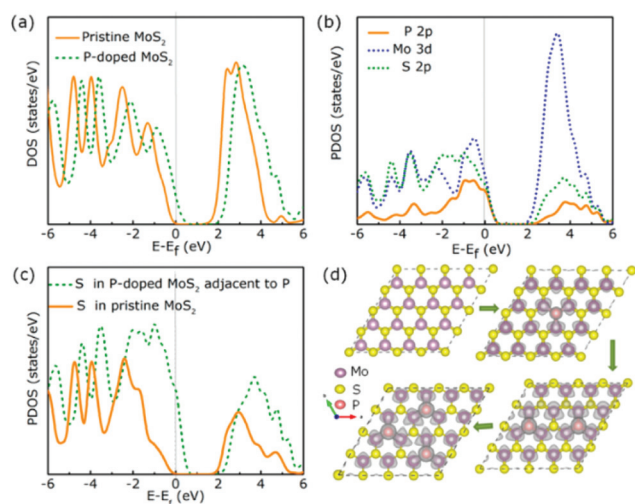 (a)
Pristine MoS2
P-doped MoS2
DOS (states/eV)
-6 -4 -2 0 2 4 6
E-Ef (eV)
(b)
P 2p
Mo 3d
S 2p
PDOS (states/eV)
-6 -4 -2 0 2 4 6
E-Ef (eV)
(c)
S in P-doped MoS2 adjacent to P
S in pristine MoS2
PDOS (states/eV)
-6 -4 -2 0 2 4 6
E-Ef (eV)
(d)
Mo
S
P